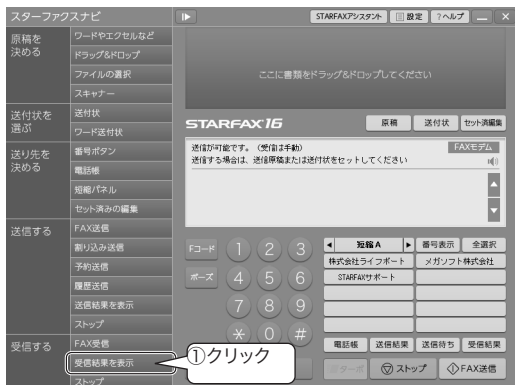 スターファクスナビ
STARFAXアシスタント 設定 ?ヘルプ
原稿を
決める
ワードやエクセルなど
ドラッグ&ドロップ
ファイルの選択
スキャナー
送付状を
選ぶ
送付状
ワード送付状
送り先を
決める
番号ボタン
電話帳
短縮パネル
セット済みの編集
送信する
FAX送信
割り込み送信
予約送信
履歴送信
送信結果を表示
ストップ
受信する
FAX受信
受信結果を表示
ストップ
①クリック
ここに書類をドラッグ&ドロップしてください
STARFAX'16
原稿 送付状 セット済編集
送信が可能です。(受信は手動)
送信する場合は、送信原稿または送付状をセットしてください
FAXモデム
Fコード 1 2 3
ポーズ 4 5 6
7 8 9
* 0 #
短縮A 番号表示 全選択
株式会社ライフボート メガソフト株式会社
STARFAXサポート
電話帳 送信結果 送信待ち 受信結果
ストップ FAX送信